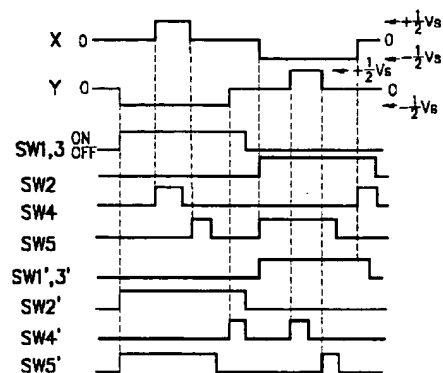 +½Vs
X 0 0
-½Vs
+½Vs
Y 0 0
-½Vs
SW1,3 ON
OFF
SW2
SW4
SW5
SW1',3'
SW2'
SW4'
SW5'